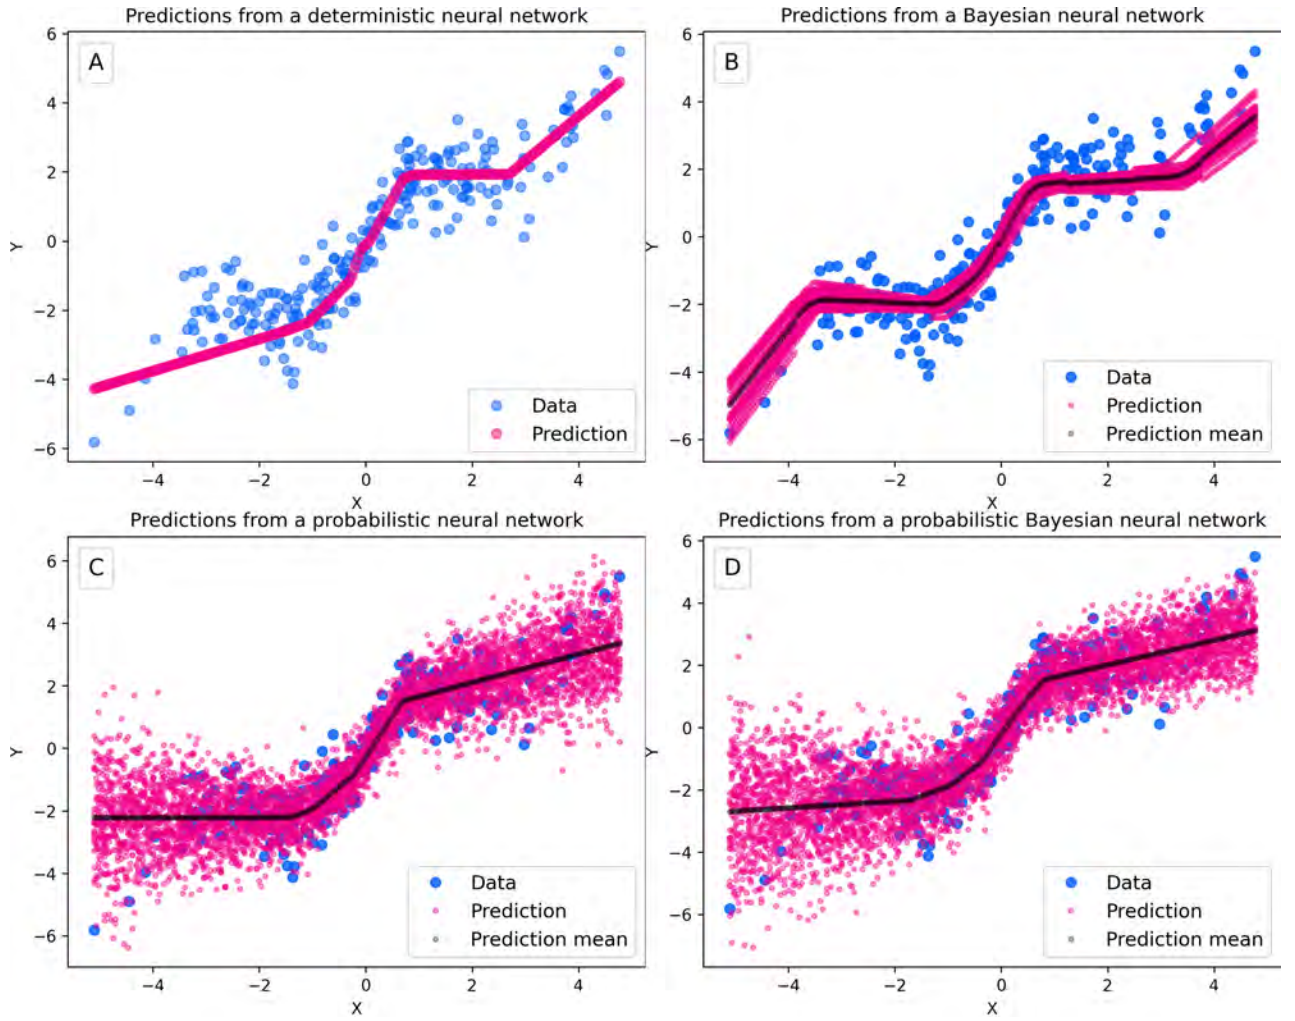 Predictions from a deterministic neural network
A
Y
6
4
2
0
−2
−4
−6
Data
Prediction
−4 −2 0 2 4
X
Predictions from a Bayesian neural network
B
Y
6
4
2
0
−2
−4
−6
Data
Prediction
Prediction mean
−4 −2 0 2 4
X
Predictions from a probabilistic neural network
C
Y
6
4
2
0
−2
−4
−6
Data
Prediction
Prediction mean
−4 −2 0 2 4
X
Predictions from a probabilistic Bayesian neural network
D
Y
6
4
2
0
−2
−4
−6
Data
Prediction
Prediction mean
−4 −2 0 2 4
X